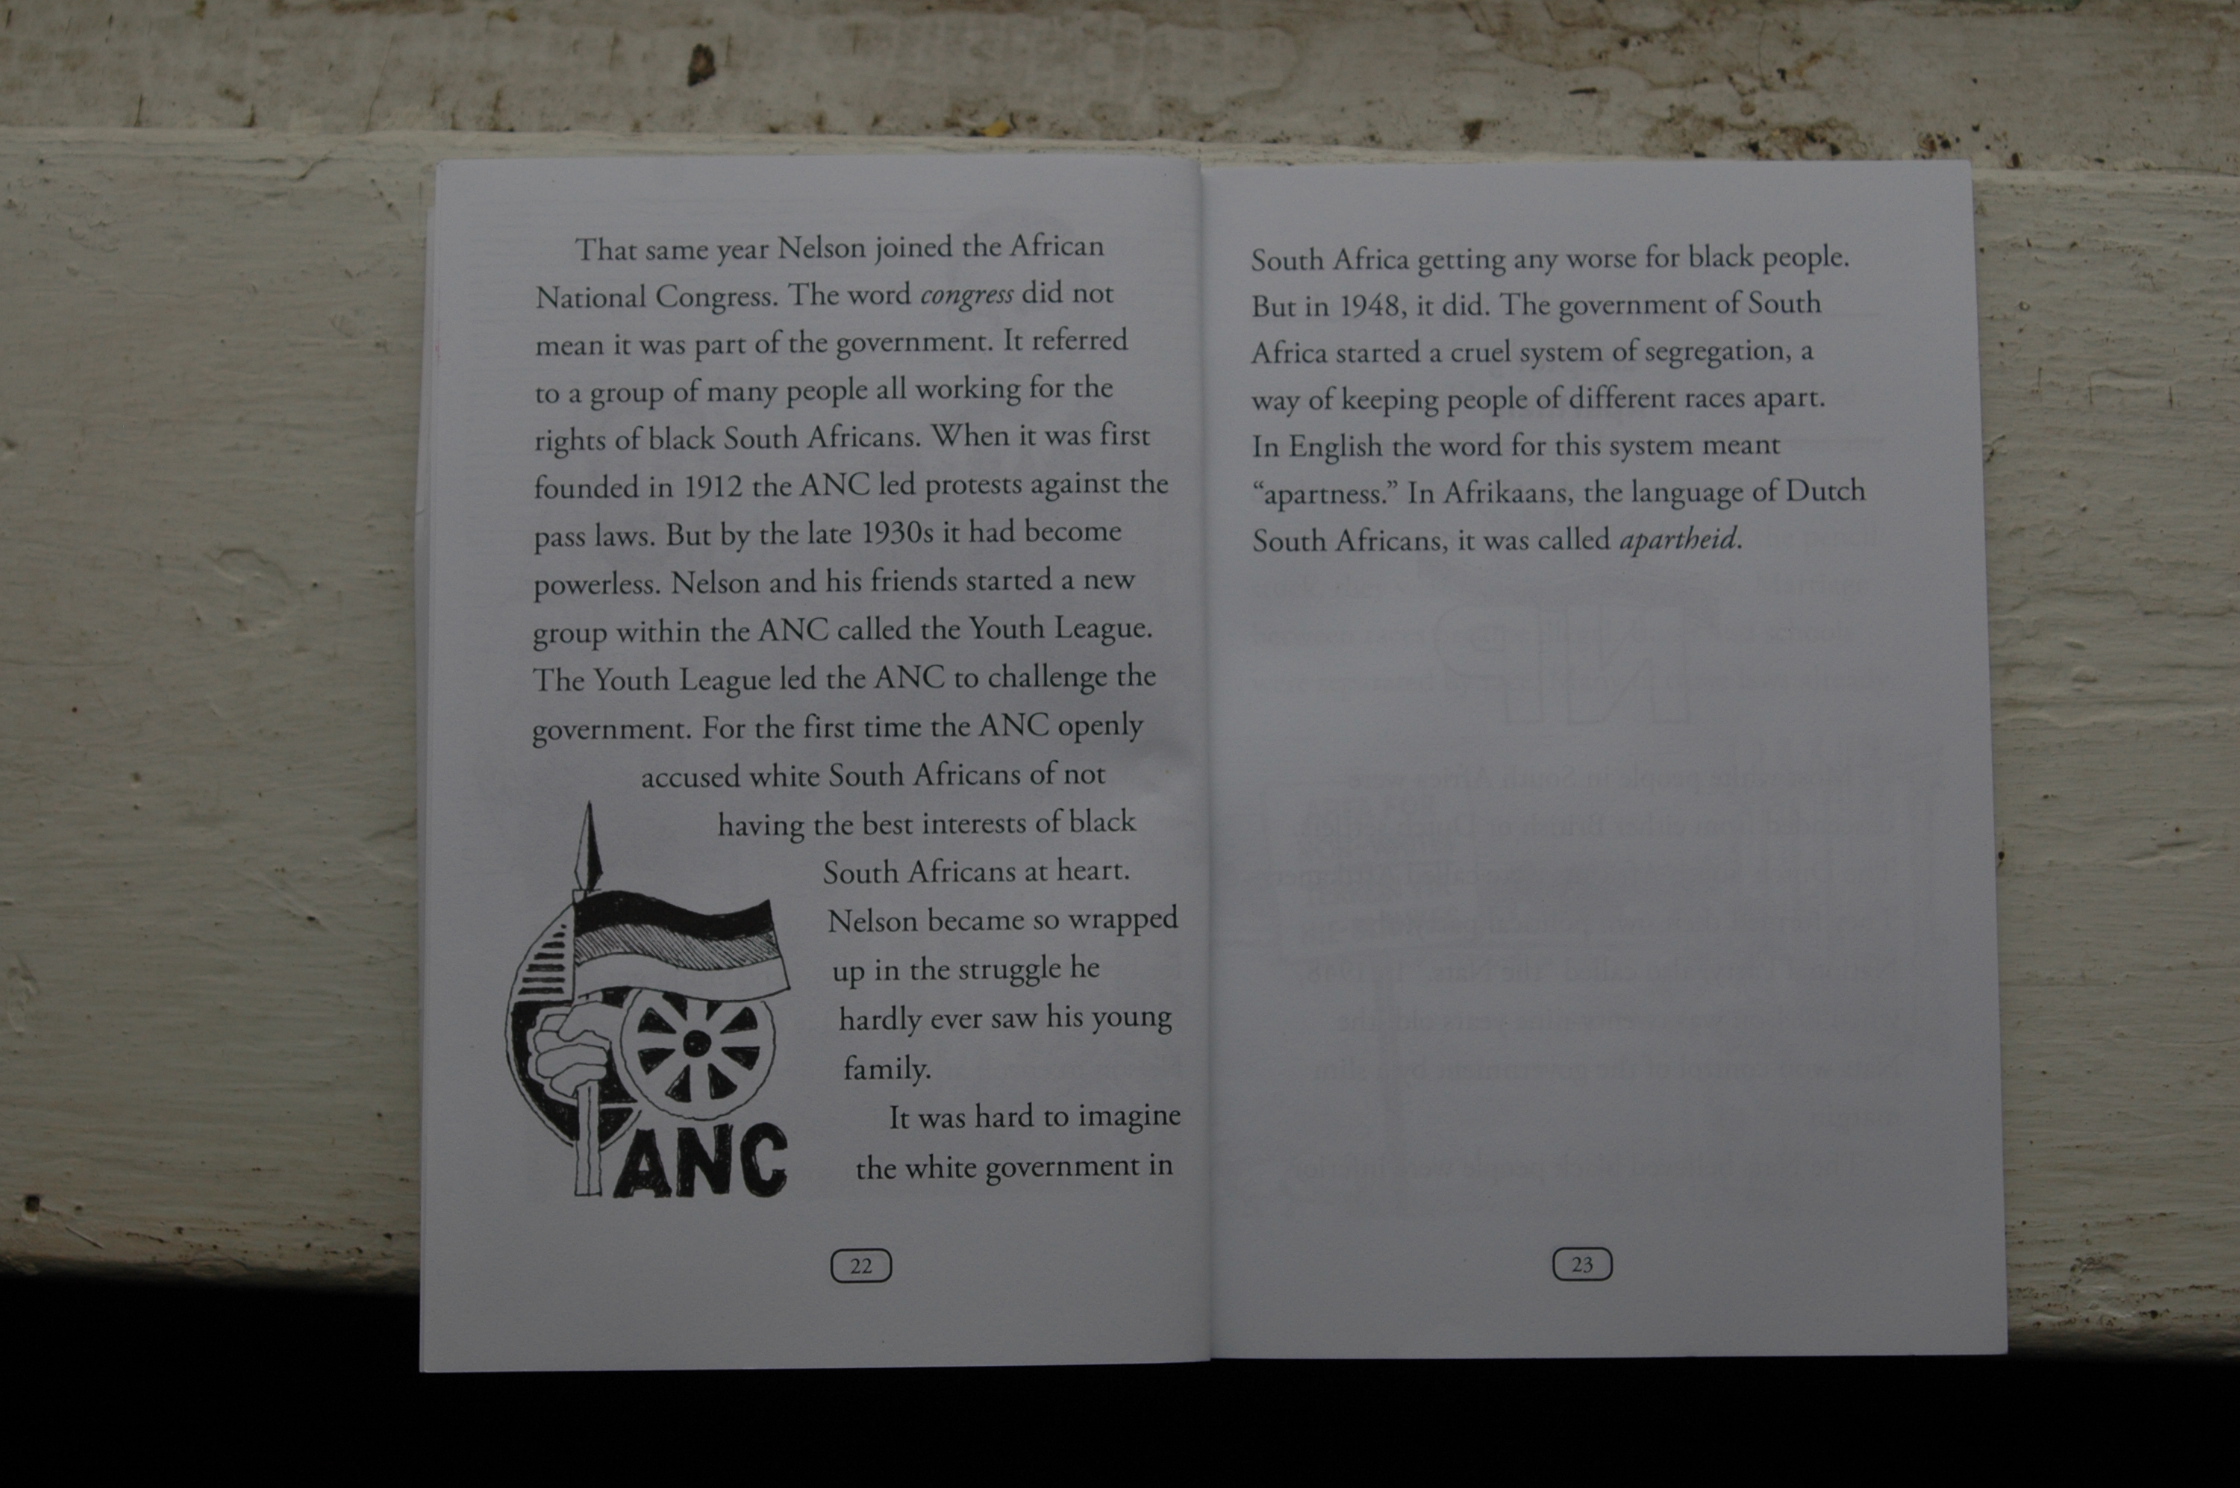 That same year Nelson joined the African
National Congress. The word congress did not
mean it was part of the government. It referred
to a group of many people all working for the
rights of black South Africans. When it was first
founded in 1912 the ANC led protests against the
pass laws. But by the late 1930s it had become
powerless. Nelson and his friends started a new
group within the ANC called the Youth League.
The Youth League led the ANC to challenge the
government. For the first time the ANC openly
accused white South Africans of not
having the best interests of black
South Africans at heart.
Nelson became so wrapped
up in the struggle he
hardly ever saw his young
family.
It was hard to imagine
the white government in
ANC
22
South Africa getting any worse for black people.
But in 1948, it did. The government of South
Africa started a cruel system of segregation, a
way of keeping people of different races apart.
In English the word for this system meant
“apartness.” In Afrikaans, the language of Dutch
South Africans, it was called apartheid.
23